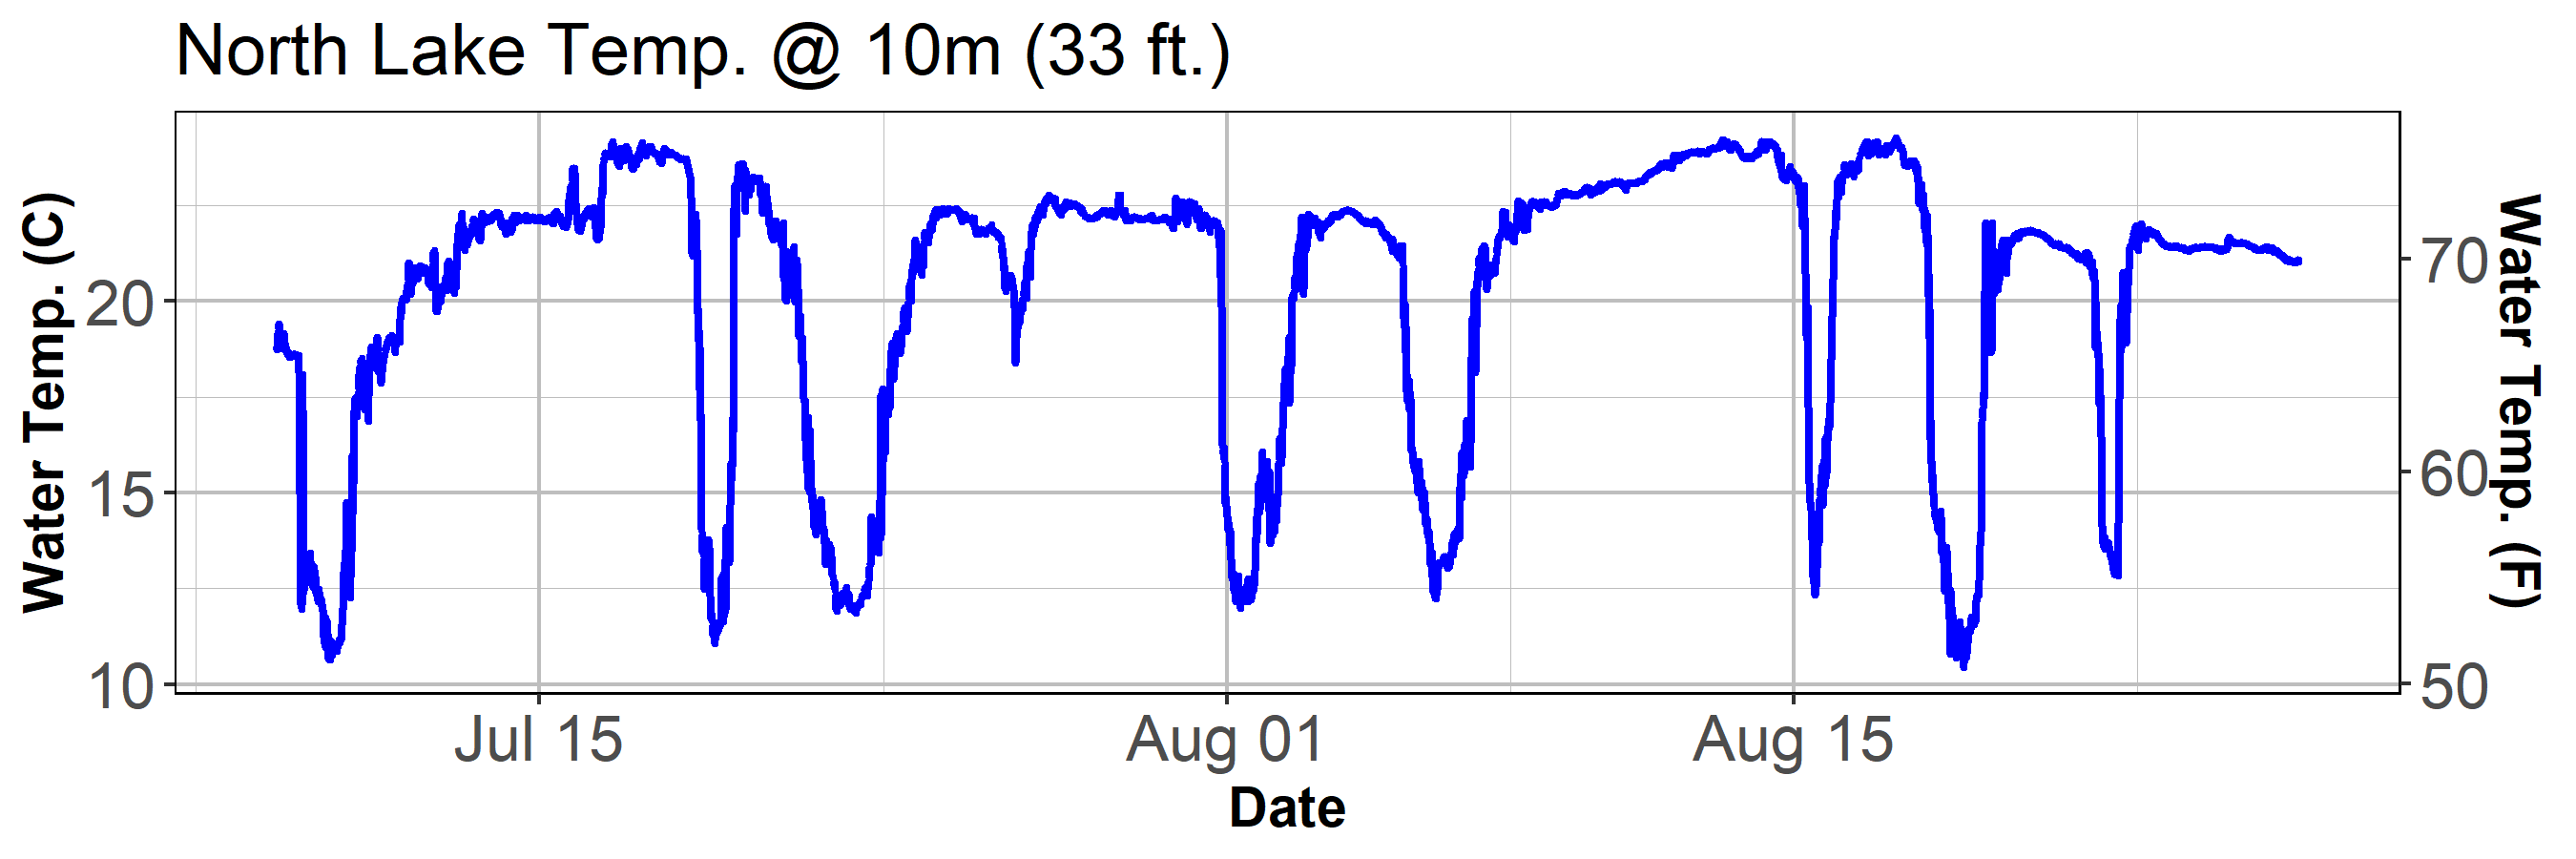 North Lake Temp. @ 10m (33 ft.)
Water Temp. (C)
20
15
10
70
60
50
Water Temp. (F)
Jul 15
Aug 01
Aug 15
Date